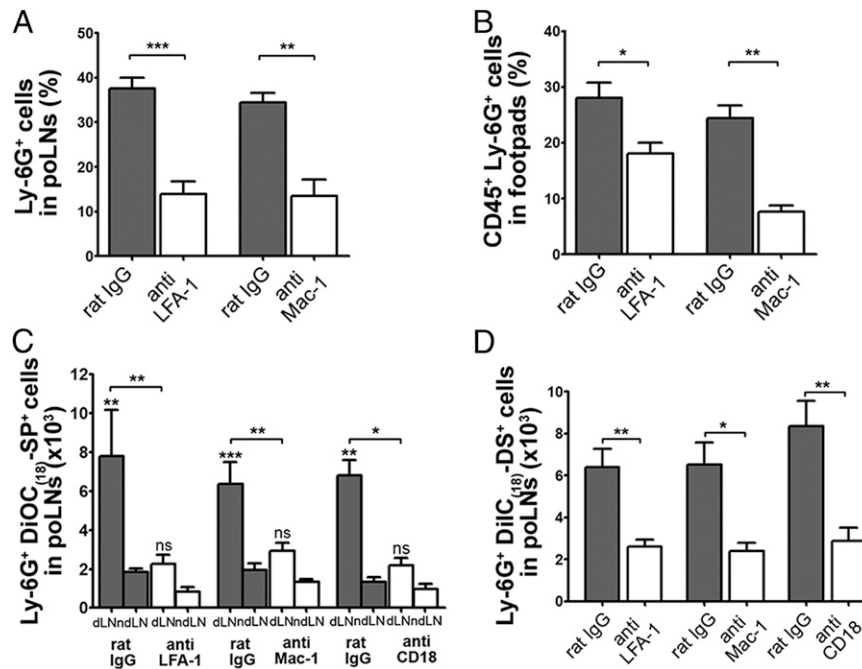 A
Ly-6G+ cells
in poLNs (%)
50
40
30
20
10
0
***
**
rat IgG
anti
LFA-1
rat IgG
anti
Mac-1
B
CD45+ Ly-6G+ cells
in footpads (%)
40
30
20
10
0
*
**
rat IgG
anti
LFA-1
rat IgG
anti
Mac-1
C
Ly-6G+ DiOC(18)-SP+ cells
in poLNs (x10³)
10
8
6
4
2
0
**
**
ns
**
***
ns
*
**
ns
dLN ndLN dLN ndLN dLN ndLN dLN ndLN dLN ndLN dLN ndLN
rat
IgG
anti
LFA-1
rat
IgG
anti
Mac-1
rat
IgG
anti
CD18
D
Ly-6G+ DiIC(18)-DS+ cells
in poLNs (x10³)
10
8
6
4
2
0
**
*
**
rat IgG
anti
LFA-1
rat IgG
anti
Mac-1
rat IgG
anti
CD18